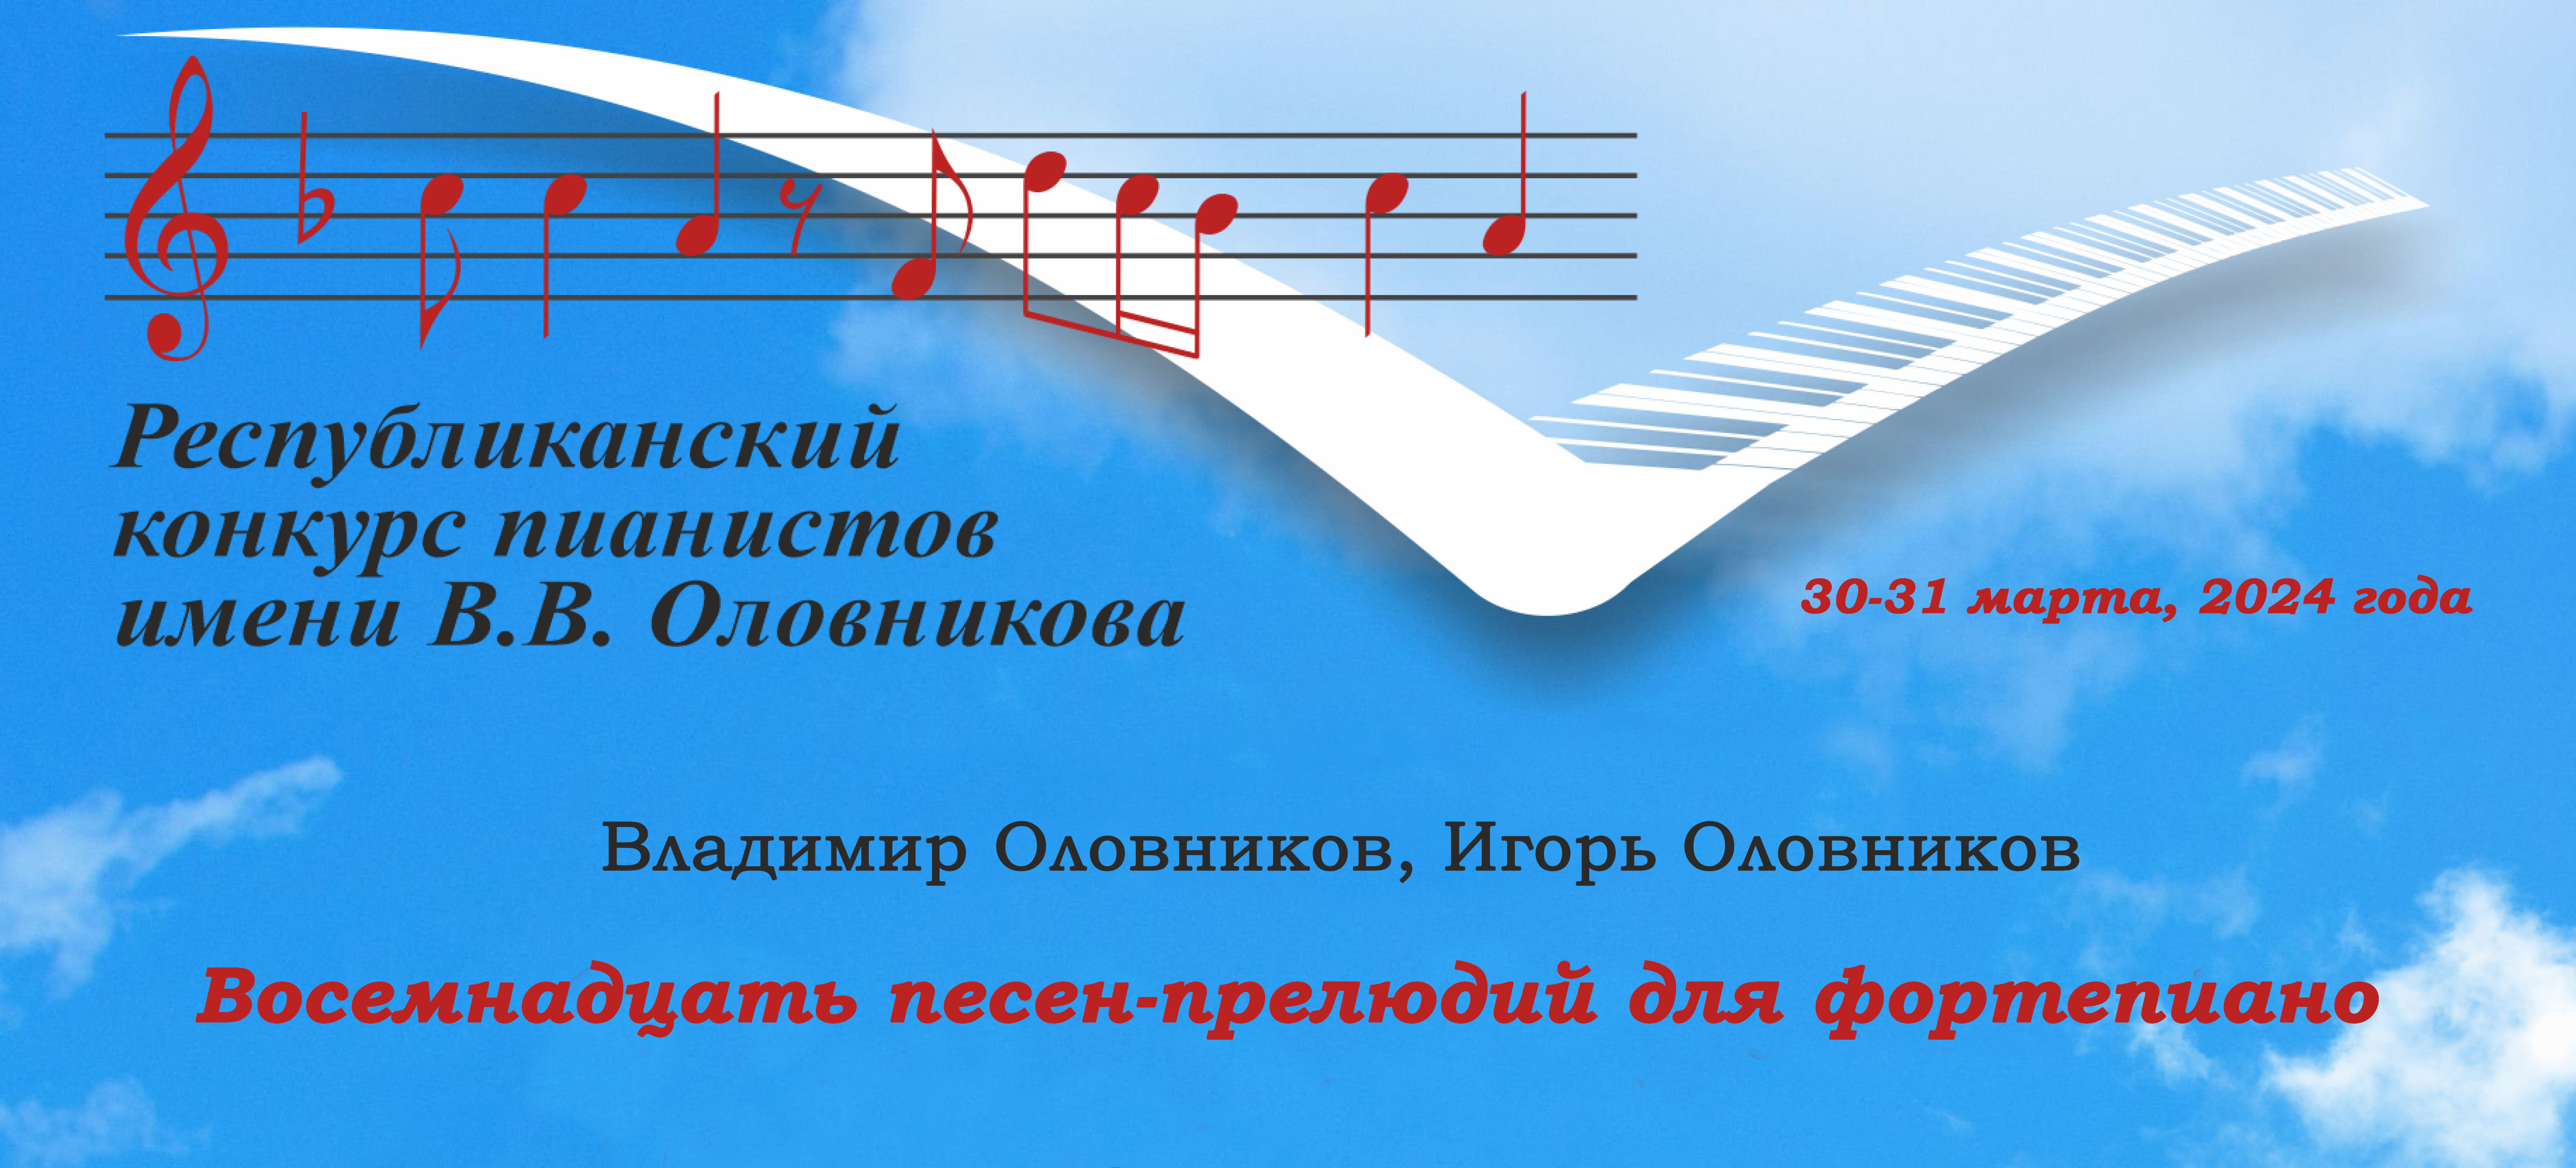 Республиканский
конкурс пианистов
имени В.В. Оловникова
30-31 марта, 2024 года
Владимир Оловников, Игорь Оловников
Восемнадцать песен-прелюдий для фортепиано